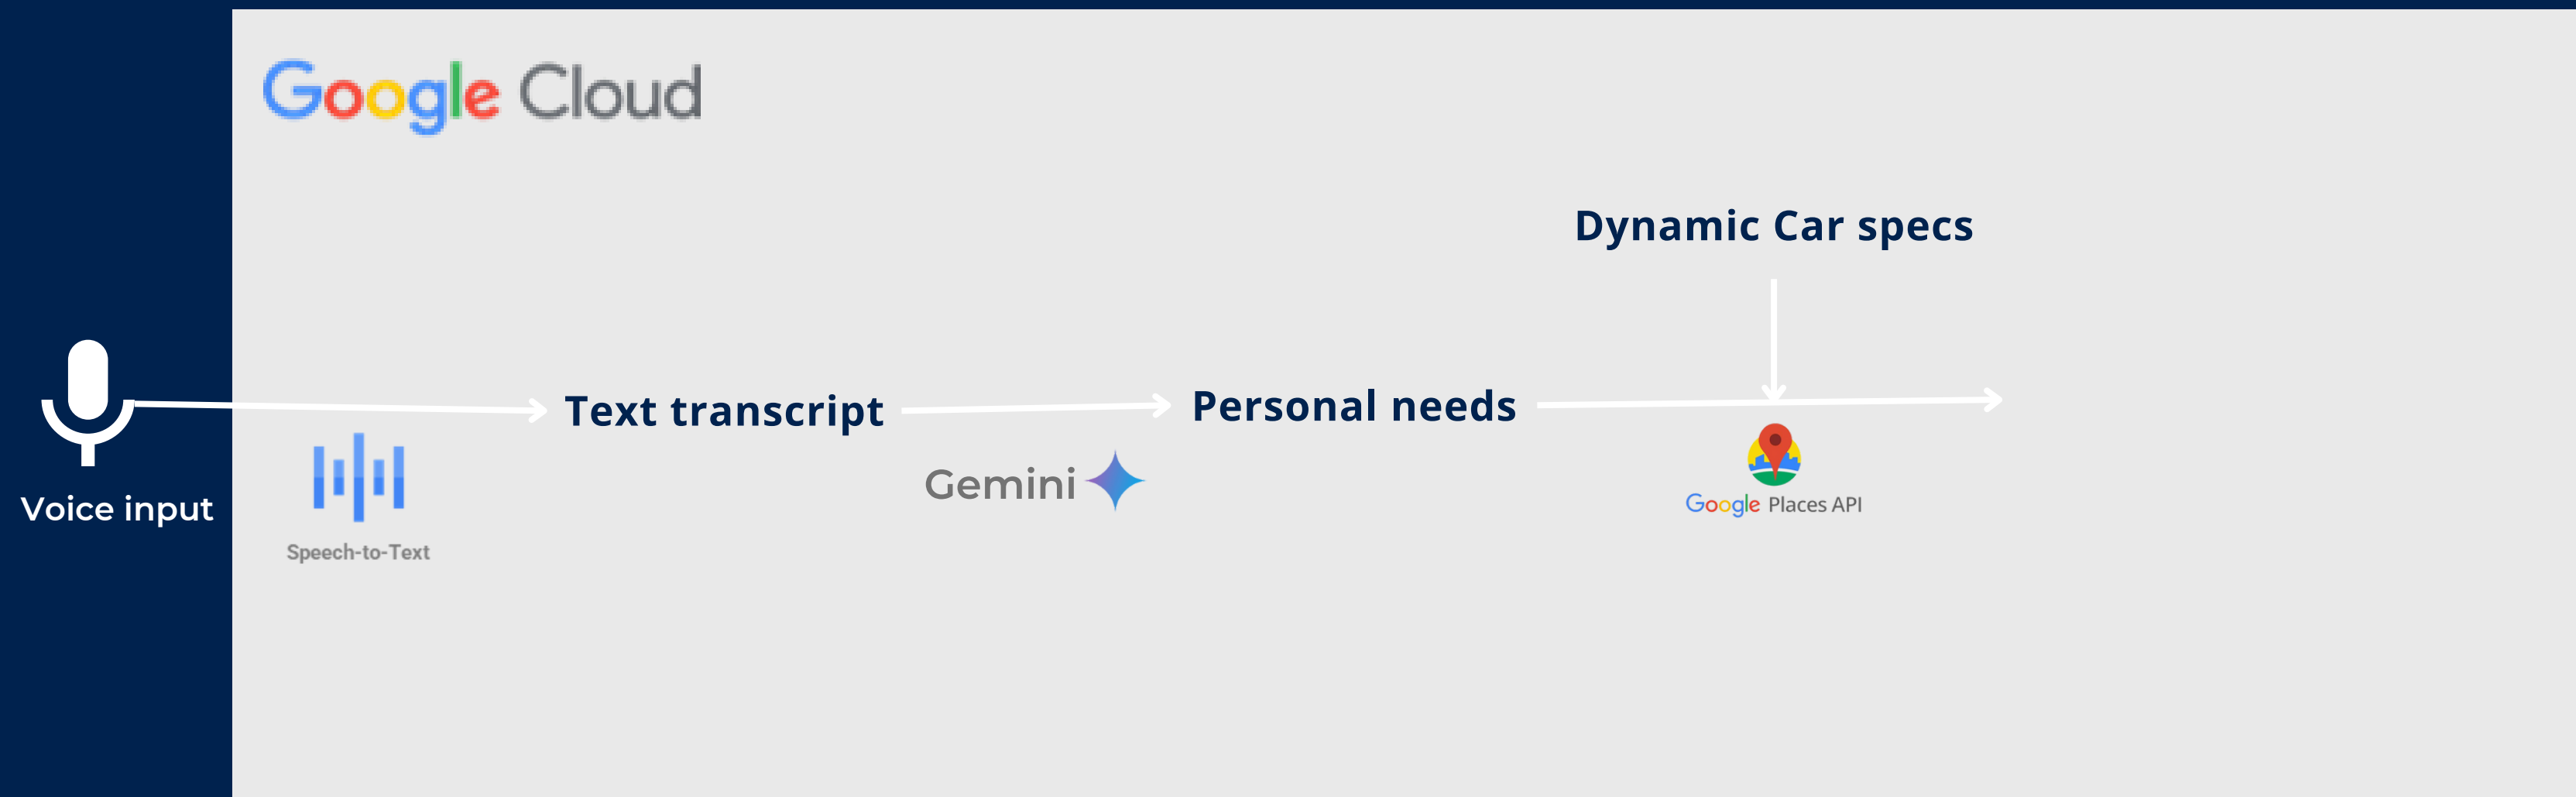 Google Cloud
Dynamic Car specs
Text transcript
Personal needs
Gemini
Voice input
Google Places API
Speech-to-Text